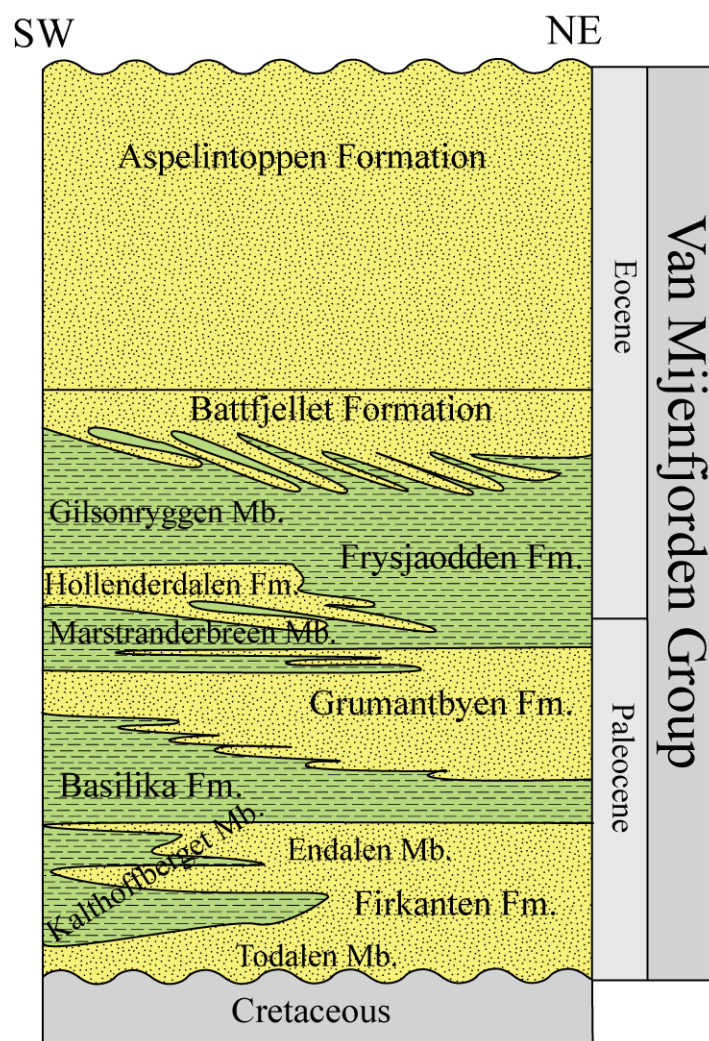 SW
NE
Aspelintoppen Formation
Battfjellet Formation
Gilsonryggen Mb.
Frysjaodden Fm.
Hollenderdalen Fm.
Marstranderbreen Mb.
Grumantbyen Fm.
Basilika Fm.
Kalthoffberget Mb.
Endalen Mb.
Firkanten Fm.
Todalen Mb.
Cretaceous
Eocene
Paleocene
Van Mijenfjorden Group